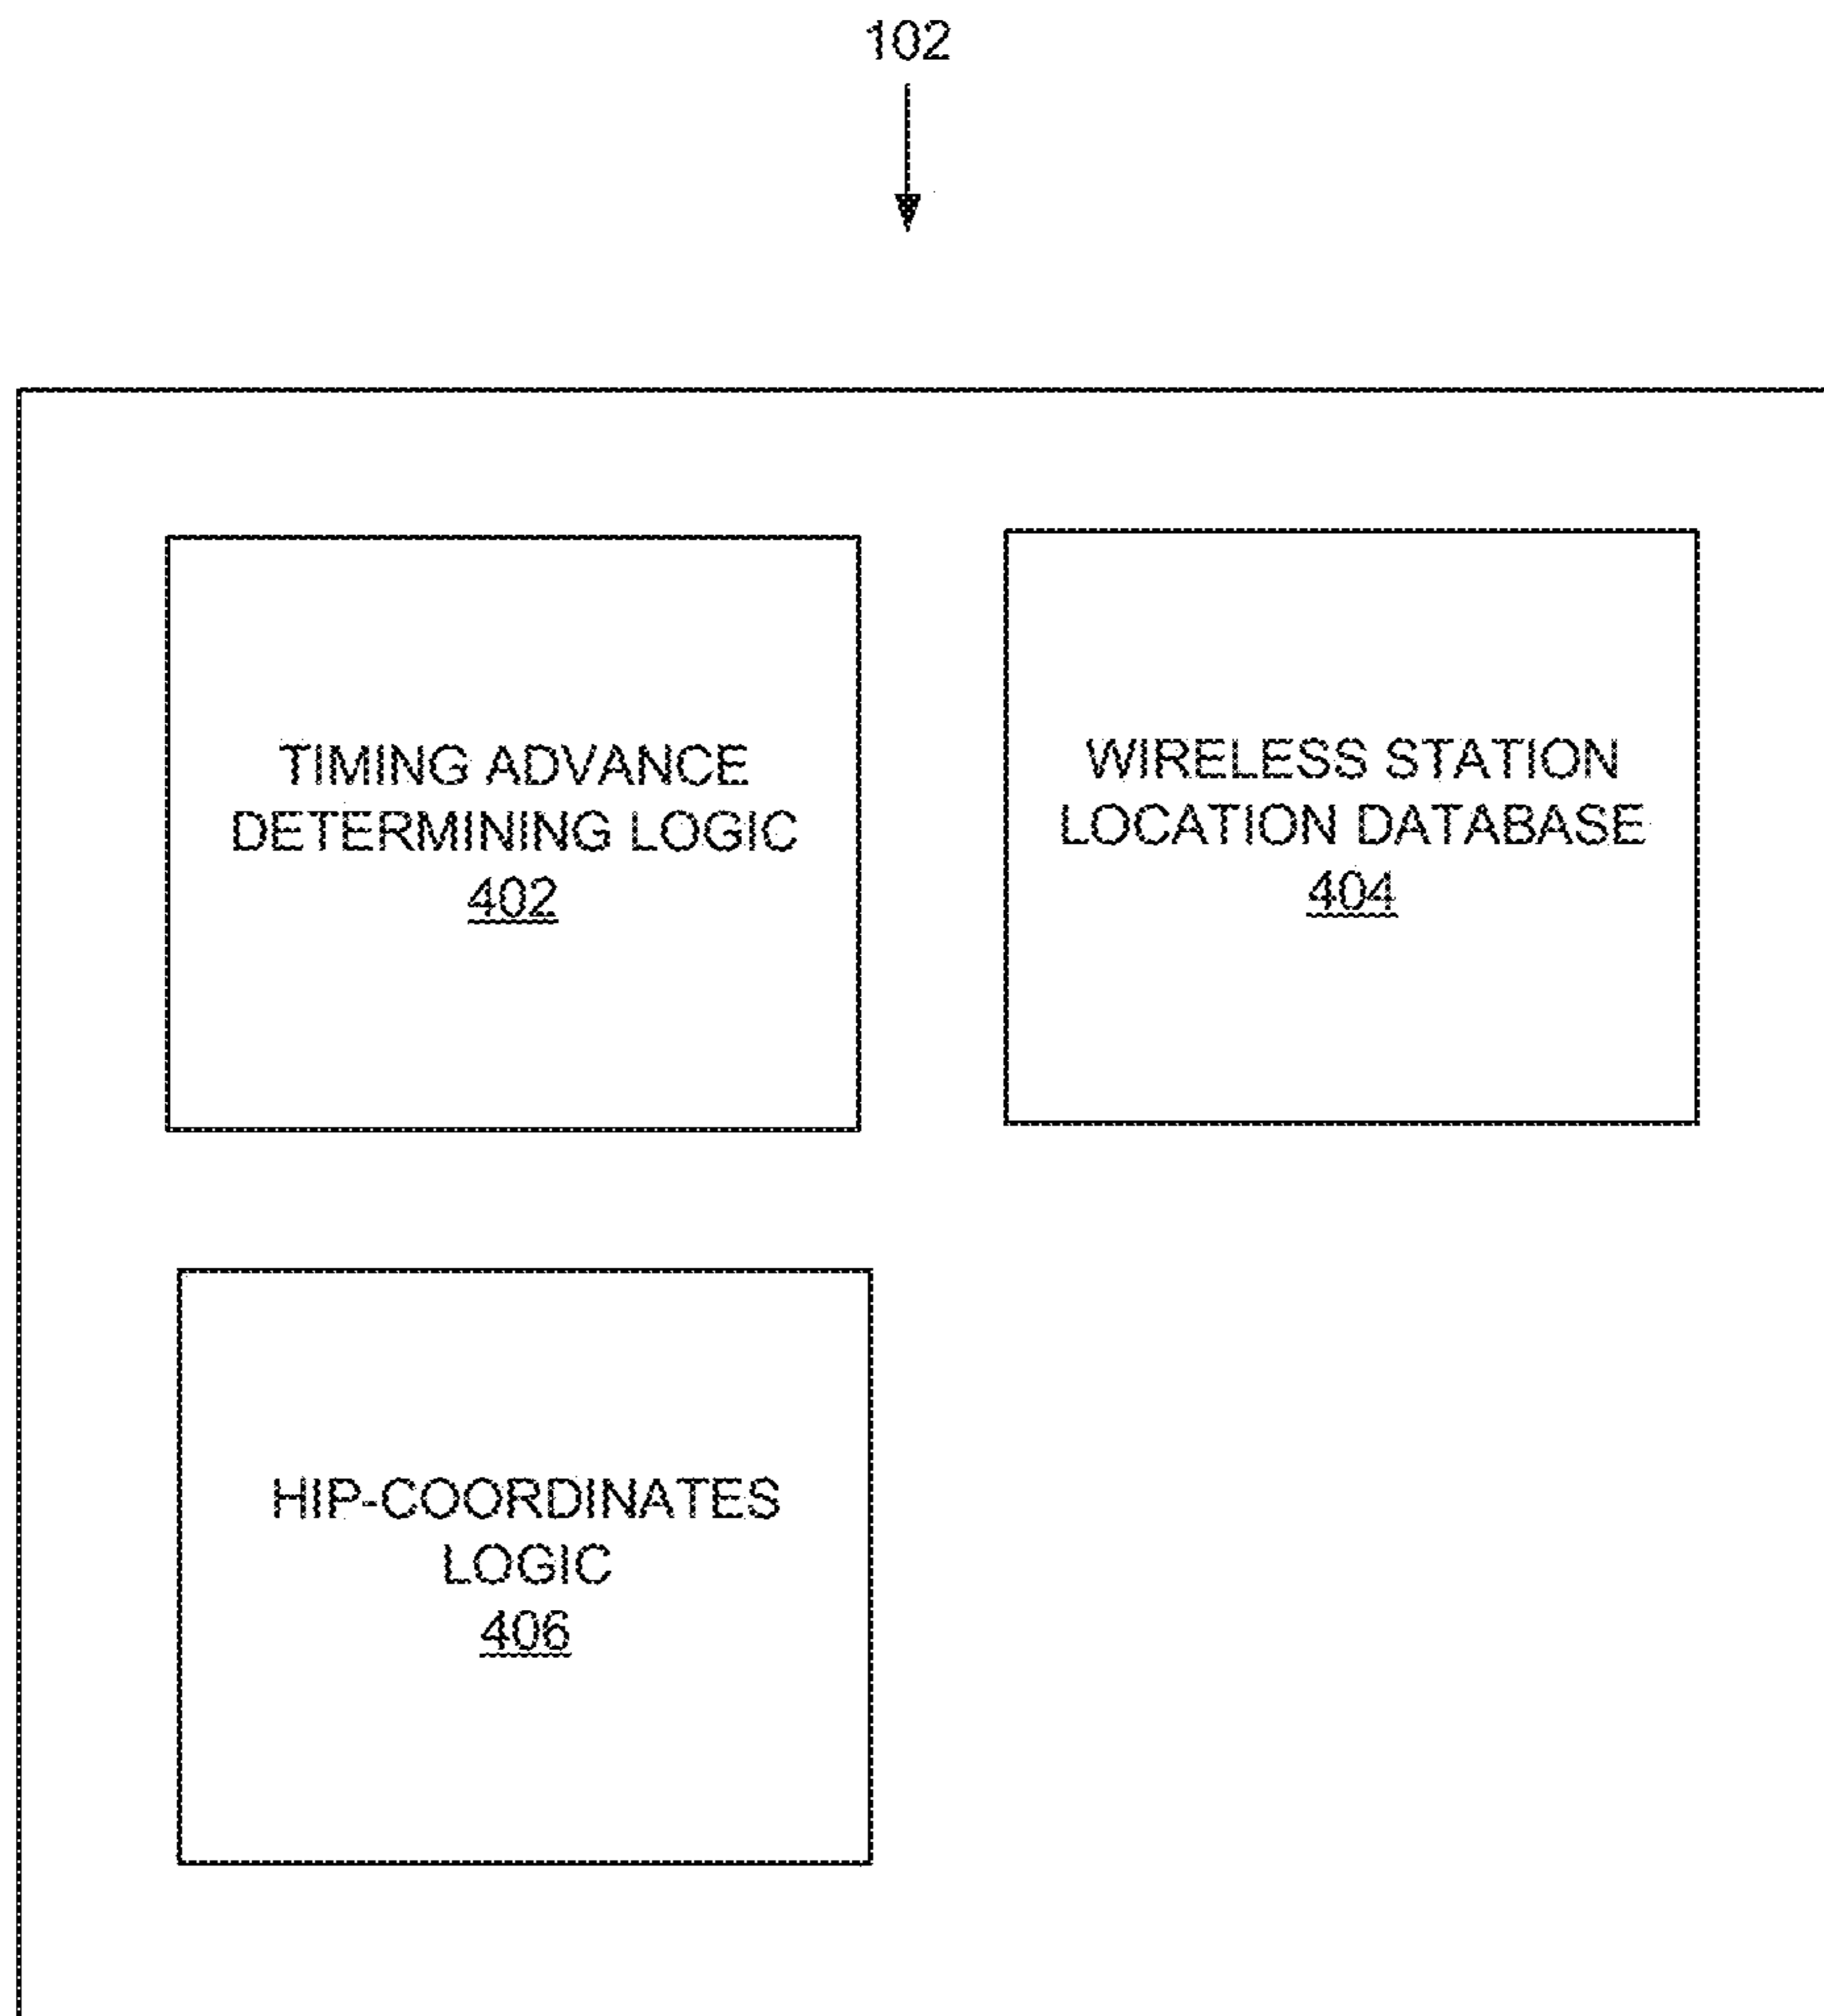 102
TIMING ADVANCE
DETERMINING LOGIC
402
WIRELESS STATION
LOCATION DATABASE
404
HIP-COORDINATES
LOGIC
406